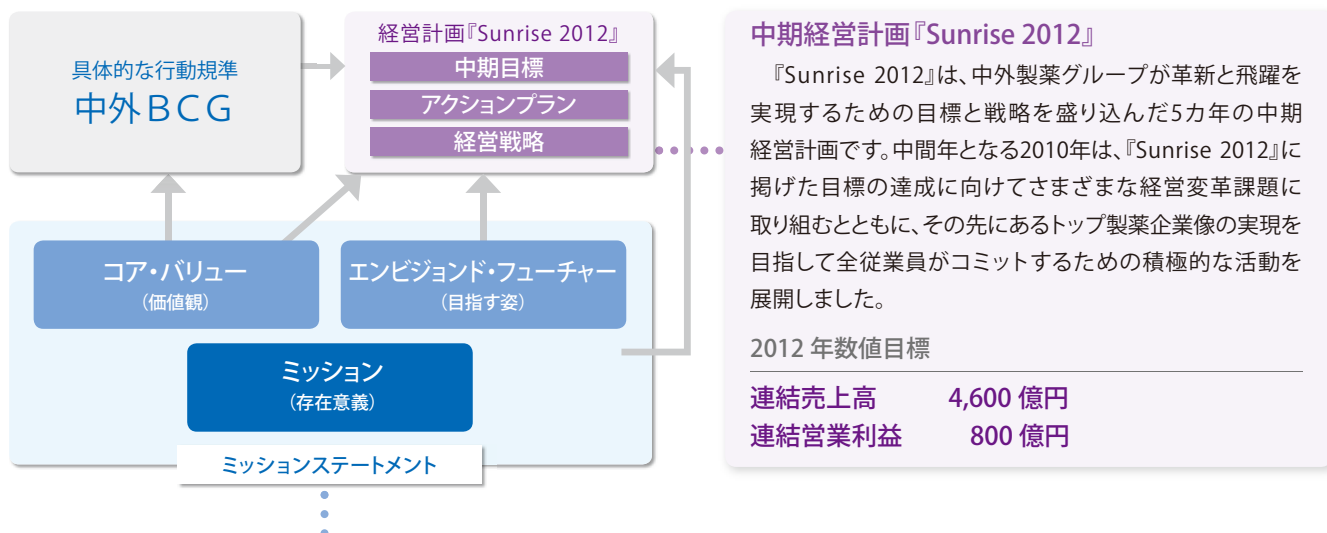 具体的な行動規準
中外BCG
経営計画『Sunrise 2012』
中期目標
アクションプラン
経営戦略
コア・バリュー
（価値観）
エンビジョンド・フューチャー
（目指す姿）
ミッション
（存在意義）
ミッションステートメント
中期経営計画『Sunrise 2012』
『Sunrise 2012』は、中外製薬グループが革新と飛躍を
実現するための目標と戦略を盛り込んだ5カ年の中期
経営計画です。中間年となる2010年は、『Sunrise 2012』に
掲げた目標の達成に向けてさまざまな経営変革課題に
取り組むとともに、その先にあるトップ製薬企業像の実現を
目指して全従業員がコミットするための積極的な活動を
展開しました。
2012 年数値目標
連結売上高 4,600 億円
連結営業利益 800 億円